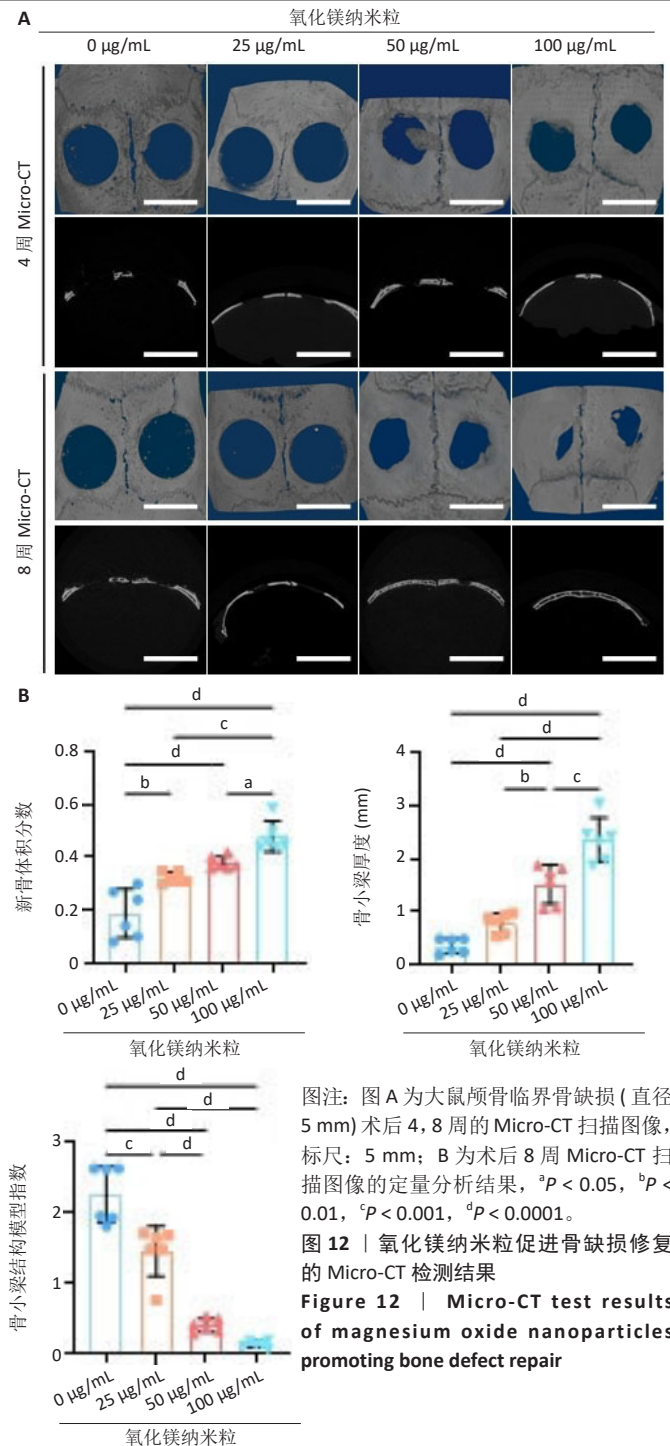 A
氧化镁纳米粒
0 μg/mL 25 μg/mL 50 μg/mL 100 μg/mL
4 周 Micro-CT
8 周 Micro-CT
B
d
c
d
b a
0.8
0.6
0.4
0.2
0
新骨体积分数
0 μg/mL
25 μg/mL
50 μg/mL
100 μg/mL
氧化镁纳米粒
d
d
d
b c
4
3
2
1
0
骨小梁厚度 (mm)
0 μg/mL
25 μg/mL
50 μg/mL
100 μg/mL
氧化镁纳米粒
d
d
d
c d
3
2
1
0
骨小梁结构模型指数
0 μg/mL
25 μg/mL
50 μg/mL
100 μg/mL
氧化镁纳米粒
图注：图 A 为大鼠颅骨临界骨缺损 ( 直径
5 mm) 术后 4，8 周的 Micro-CT 扫描图像，
标尺：5 mm；B 为术后 8 周 Micro-CT 扫
描图像的定量分析结果，ᵃP < 0.05，ᵇP <
0.01，ᶜP < 0.001，ᵈP < 0.0001。
图 12 ｜氧化镁纳米粒促进骨缺损修复
的 Micro-CT 检测结果
Figure 12 ｜ Micro-CT test results
of magnesium oxide nanoparticles
promoting bone defect repair